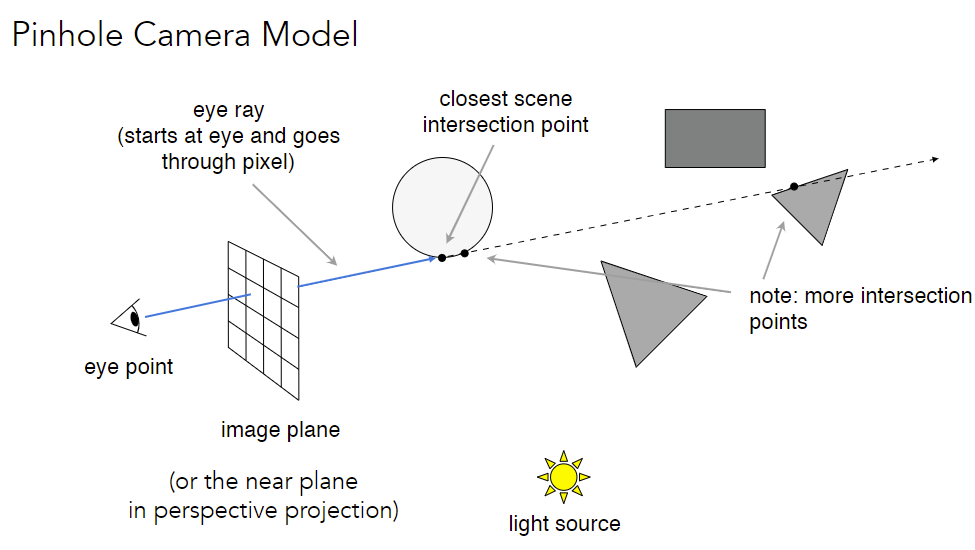 Pinhole Camera Model
eye ray
(starts at eye and goes
through pixel)
closest scene
intersection point
note: more intersection
points
eye point
image plane
(or the near plane
in perspective projection)
light source